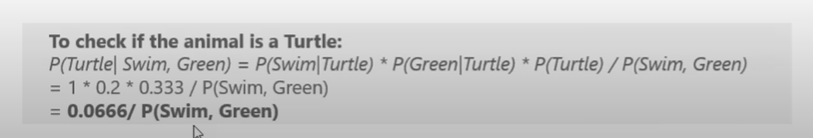 To check if the animal is a Turtle:
P(Turtle| Swim, Green) = P(Swim|Turtle) * P(Green|Turtle) * P(Turtle) / P(Swim, Green)
= 1 * 0.2 * 0.333 / P(Swim, Green)
= 0.0666/ P(Swim, Green)